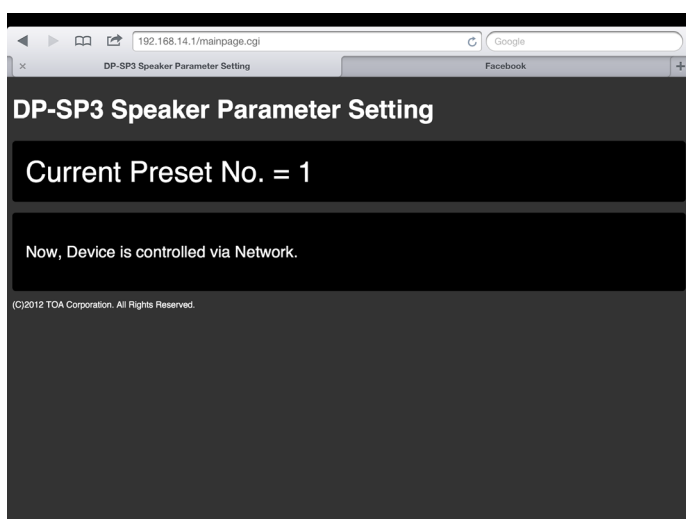 192.168.14.1/mainpage.cgi
Google
DP-SP3 Speaker Parameter Setting
Facebook
DP-SP3 Speaker Parameter Setting
Current Preset No. = 1
Now, Device is controlled via Network.
(C)2012 TOA Corporation. All Rights Reserved.